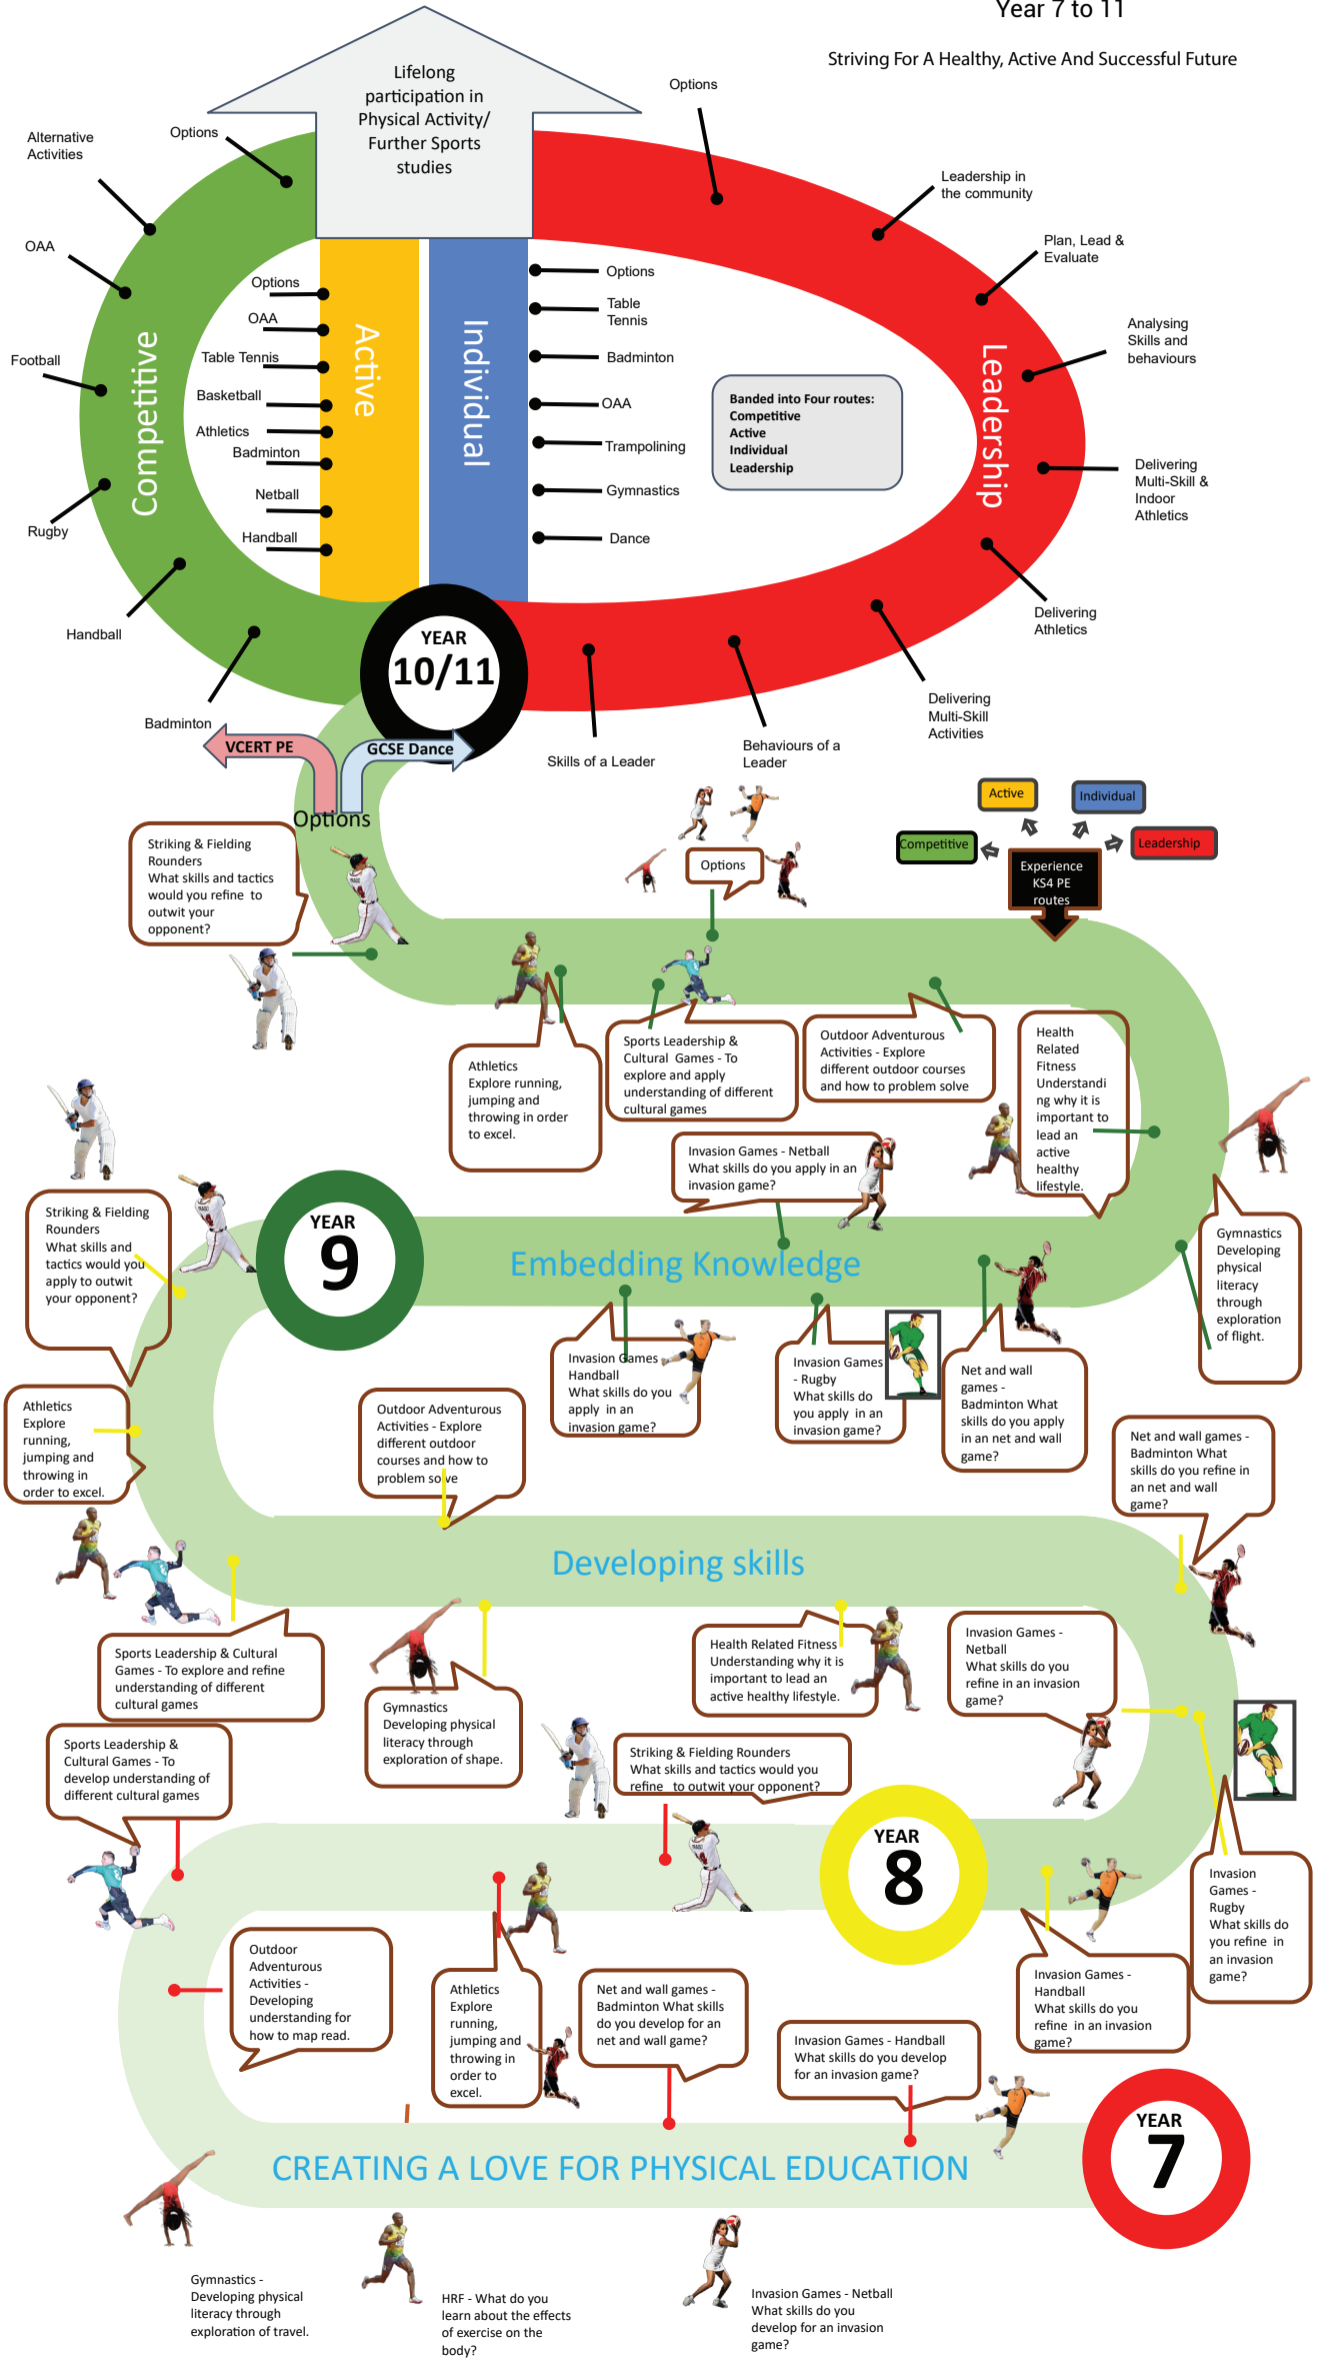 Year 7 to 11
Striving For A Healthy, Active And Successful Future
Lifelong
participation in
Physical Activity/
Further Sports
studies
Options
Alternative
Activities
OAA
Football
Rugby
Handball
Badminton
Competitive
Options
OAA
Table Tennis
Basketball
Athletics
Badminton
Netball
Handball
Active
Individual
Options
Table
Tennis
Badminton
OAA
Trampolining
Gymnastics
Dance
Banded into Four routes:
Competitive
Active
Individual
Leadership
Options
Leadership in
the community
Plan, Lead &
Evaluate
Analysing
Skills and
behaviours
Leadership
Delivering
Multi-Skill &
Indoor
Athletics
Delivering
Athletics
Delivering
Multi-Skill
Activities
Behaviours of a
Leader
Skills of a Leader
YEAR
10/11
VCERT PE
GCSE Dance
Options
Striking & Fielding
Rounders
What skills and tactics
would you refine to
outwit your
opponent?
Options
Active
Individual
Competitive
Leadership
Experience
KS4 PE
routes
Athletics
Explore running,
jumping and
throwing in order
to excel.
Sports Leadership &
Cultural Games - To
explore and apply
understanding of different
cultural games
Outdoor Adventurous
Activities - Explore
different outdoor courses
and how to problem solve
Health
Related
Fitness
Understandi
ng why it is
important to
lead an
active
healthy
lifestyle.
Invasion Games - Netball
What skills do you apply in an
invasion game?
Gymnastics
Developing
physical
literacy
through
exploration
of flight.
YEAR
9
Embedding Knowledge
Striking & Fielding
Rounders
What skills and
tactics would you
apply to outwit
your opponent?
Invasion Games -
Handball
What skills do you
apply in an
invasion game?
Invasion Games
- Rugby
What skills do
you apply in an
invasion game?
Net and wall
games -
Badminton What
skills do you apply
in an net and wall
game?
Athletics
Explore
running,
jumping and
throwing in
order to excel.
Outdoor Adventurous
Activities - Explore
different outdoor
courses and how to
problem solve
Net and wall games -
Badminton What
skills do you refine in
an net and wall
game?
Developing skills
Sports Leadership & Cultural
Games - To explore and refine
understanding of different
cultural games
Gymnastics
Developing physical
literacy through
exploration of shape.
Health Related Fitness
Understanding why it is
important to lead an
active healthy lifestyle.
Invasion Games -
Netball
What skills do you
refine in an invasion
game?
Sports Leadership &
Cultural Games - To
develop understanding of
different cultural games
Striking & Fielding Rounders
What skills and tactics would you
refine to outwit your opponent?
YEAR
8
Invasion
Games -
Rugby
What skills do
you refine in
an invasion
game?
Invasion Games -
Handball
What skills do you
refine in an invasion
game?
Outdoor
Adventurous
Activities -
Developing
understanding for
how to map read.
Athletics
Explore
running,
jumping and
throwing in
order to
excel.
Net and wall games -
Badminton What skills
do you develop for an
net and wall game?
Invasion Games - Handball
What skills do you develop
for an invasion game?
YEAR
7
CREATING A LOVE FOR PHYSICAL EDUCATION
Gymnastics -
Developing physical
literacy through
exploration of travel.
HRF - What do you
learn about the effects
of exercise on the
body?
Invasion Games - Netball
What skills do you
develop for an invasion
game?